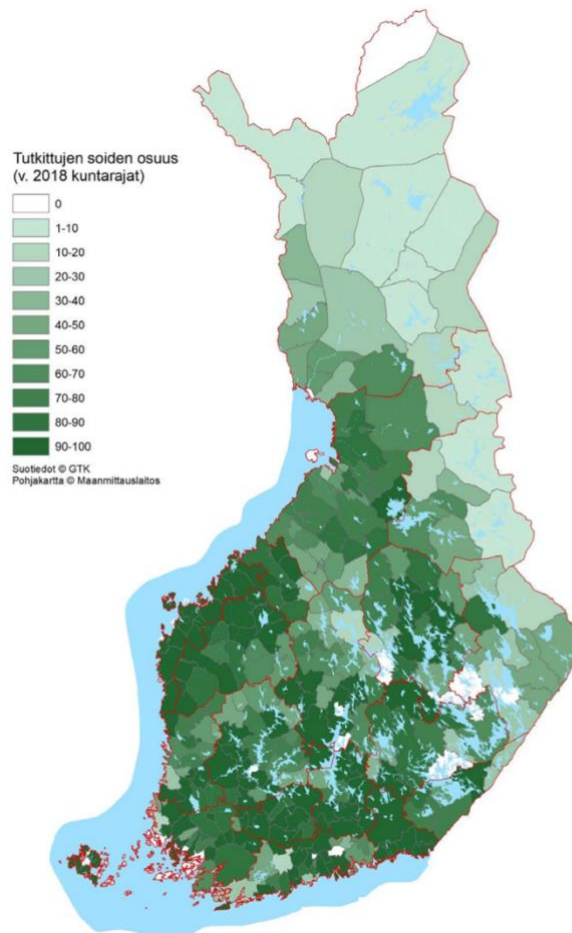 Tutkittujen soiden osuus
(v. 2018 kuntarajat)
0
1-10
10-20
20-30
30-40
40-50
50-60
60-70
70-80
80-90
90-100
Suotiedot © GTK
Pohjakartta © Maanmittauslaitos